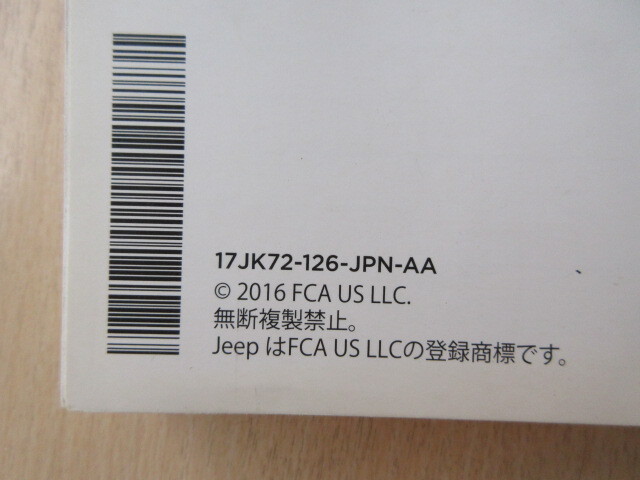 17JK72-126-JPN-AA
© 2016 FCA US LLC.
無断複製禁止。
Jeep はFCA US LLCの登録商標です。